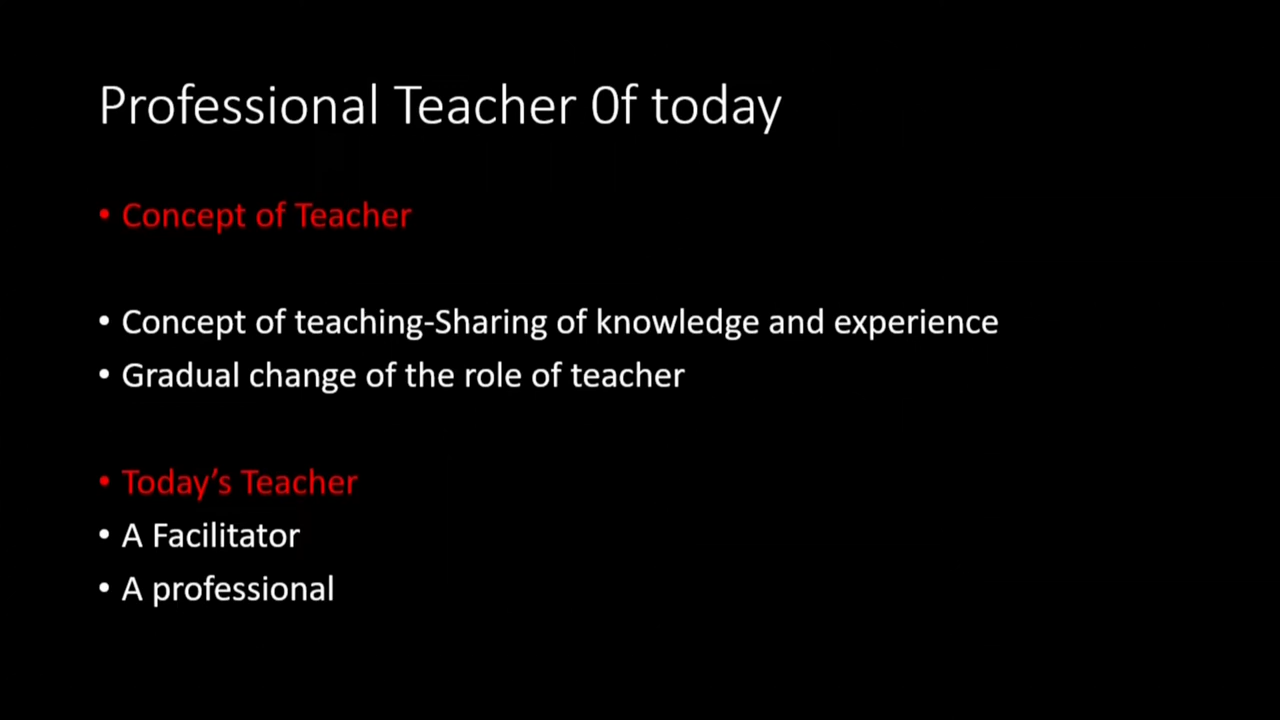 Professional Teacher 0f today
• Concept of Teacher
• Concept of teaching-Sharing of knowledge and experience
• Gradual change of the role of teacher
• Today’s Teacher
• A Facilitator
• A professional